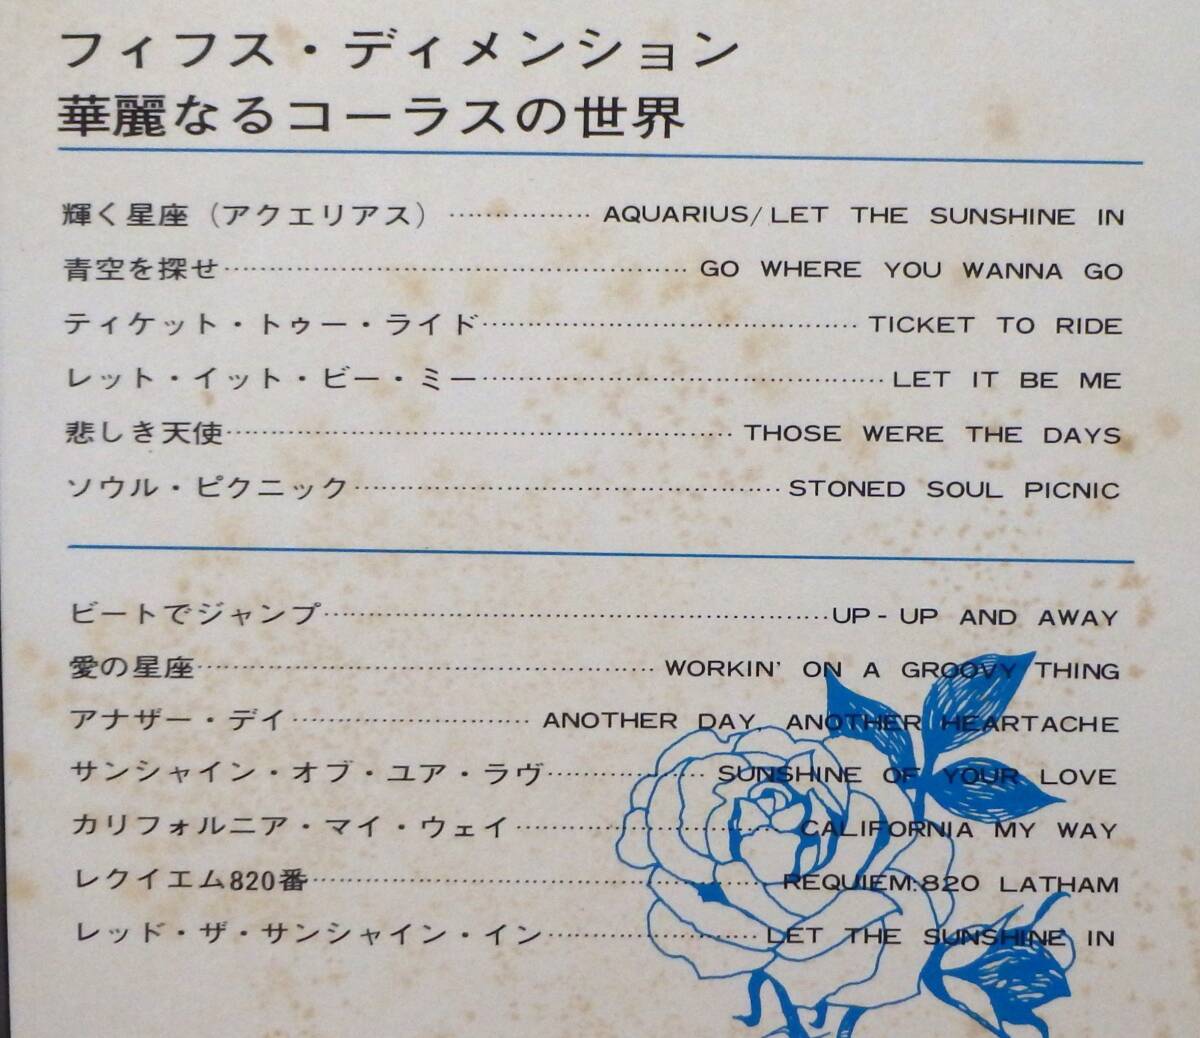 フィフス・ディメンション
華麗なるコーラスの世界
輝く星座（アクエリアス）……………… AQUARIUS/LET THE SUNSHINE IN
青空を探せ……………… GO WHERE YOU WANNA GO
ティケット・トゥー・ライド……………… TICKET TO RIDE
レット・イット・ビー・ミー……………… LET IT BE ME
悲しき天使……………… THOSE WERE THE DAYS
ソウル・ピクニック……………… STONED SOUL PICNIC
ビートでジャンプ……………… UP-UP AND AWAY
愛の星座……………… WORKIN' ON A GROOVY THING
アナザー・デイ……………… ANOTHER DAY, ANOTHER HEARTACHE
サンシャイン・オブ・ユア・ラヴ……………… SUNSHINE OF YOUR LOVE
カリフォルニア・マイ・ウェイ……………… CALIFORNIA MY WAY
レクイエム820番……………… REQUIEM:820 LATHAM
レッド・ザ・サンシャイン・イン……………… LET THE SUNSHINE IN